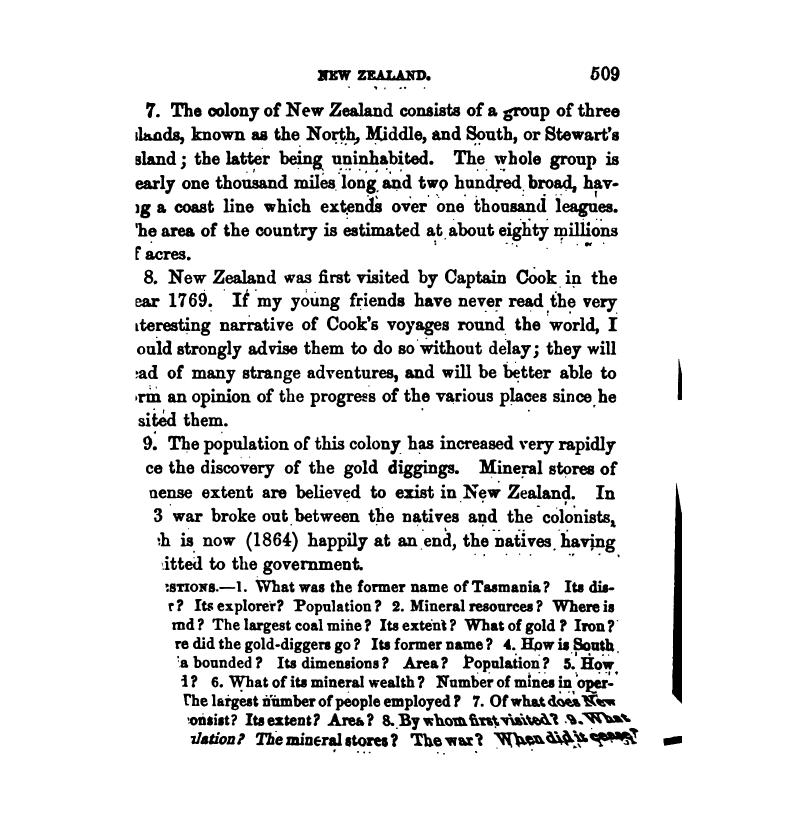 NEW ZEALAND. 509
7. The colony of New Zealand consists of a group of three
lands, known as the North, Middle, and South, or Stewart's
sland; the latter being uninhabited. The whole group is
early one thousand miles long and two hundred broad, hav-
g a coast line which extends over one thousand leagues.
he area of the country is estimated at about eighty millions
f acres.
8. New Zealand was first visited by Captain Cook in the
ear 1769. If my young friends have never read the very
teresting narrative of Cook's voyages round the world, I
ould strongly advise them to do so without delay; they will
ad of many strange adventures, and will be better able to
rm an opinion of the progress of the various places since he
sited them.
9. The population of this colony has increased very rapidly
ce the discovery of the gold diggings. Mineral stores of
nense extent are believed to exist in New Zealand. In
3 war broke out between the natives and the colonists,
h is now (1864) happily at an end, the natives having
itted to the government.
STIONS.—1. What was the former name of Tasmania? Its dis-
r? Its explorer? Population? 2. Mineral resources? Where is
nd? The largest coal mine? Its extent? What of gold? Iron?
re did the gold-diggers go? Its former name? 4. How is South
a bounded? Its dimensions? Area? Population? 5. How
1? 6. What of its mineral wealth? Number of mines in oper-
The largest number of people employed? 7. Of what does New
onsist? Its extent? Area? 8. By whom first visited? 9. What
lation? The mineral stores? The war? When did it cease?